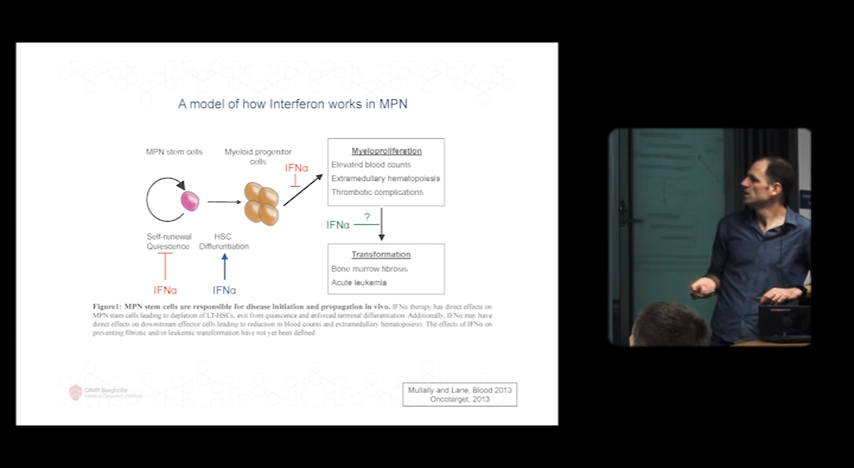 A model of how Interferon works in MPN
MPN stem cells
Myeloid progenitor
cells
IFNα
Myeloproliferation
Elevated blood counts
Extramedullary hematopoiesis
Thrombotic complications
IFNα
?
Self-renewal
Quiescence
HSC
Differentiation
Transformation
Bone marrow fibrosis
Acute leukemia
IFNα
IFNα
Figure1: MPN stem cells are responsible for disease initiation and propagation in vivo. IFNα therapy has direct effects on
MPN stem cells leading to depletion of LT-HSCs, exit from quiescence and enforced terminal differentiation. Additionally, IFNα may have
direct effects on downstream effector cells leading to reduction in blood counts and extramedullary hematopoiesis. The effects of IFNα on
preventing fibrotic and/or leukemic transformation have not yet been defined
QIMR Berghofer
Medical Research Institute
Mullally and Lane, Blood 2013
Oncotarget, 2013